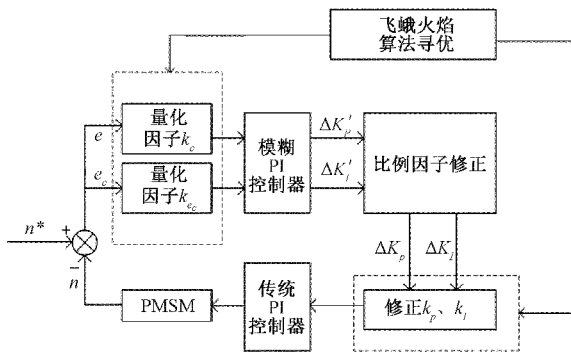 飞蛾火焰
算法寻优
量化
因子k_c
e
量化
因子k_{e_c}
e_c
模糊
PI
控制器
ΔK_p′
ΔK_I′
比例因子修正
n*
+
−
n
ΔK_p
ΔK_I
PMSM
传统
PI
控制器
修正k_p、k_I